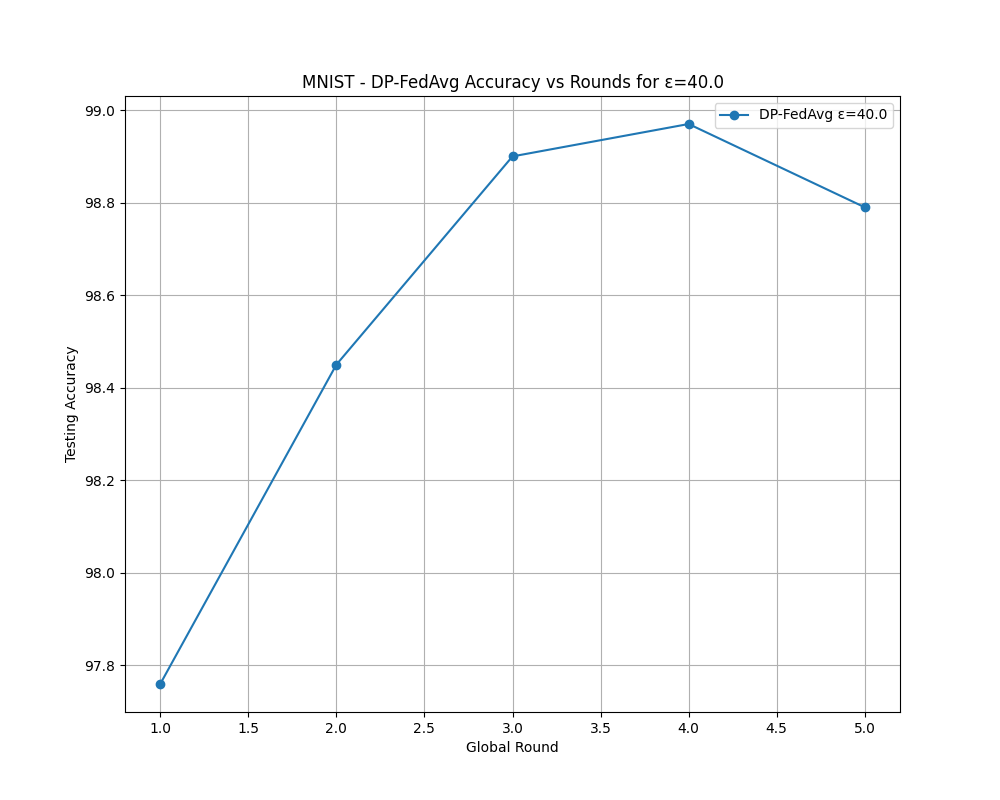 MNIST - DP-FedAvg Accuracy vs Rounds for ε=40.0
DP-FedAvg ε=40.0
Testing Accuracy
99.0
98.8
98.6
98.4
98.2
98.0
97.8
1.0 1.5 2.0 2.5 3.0 3.5 4.0 4.5 5.0
Global Round